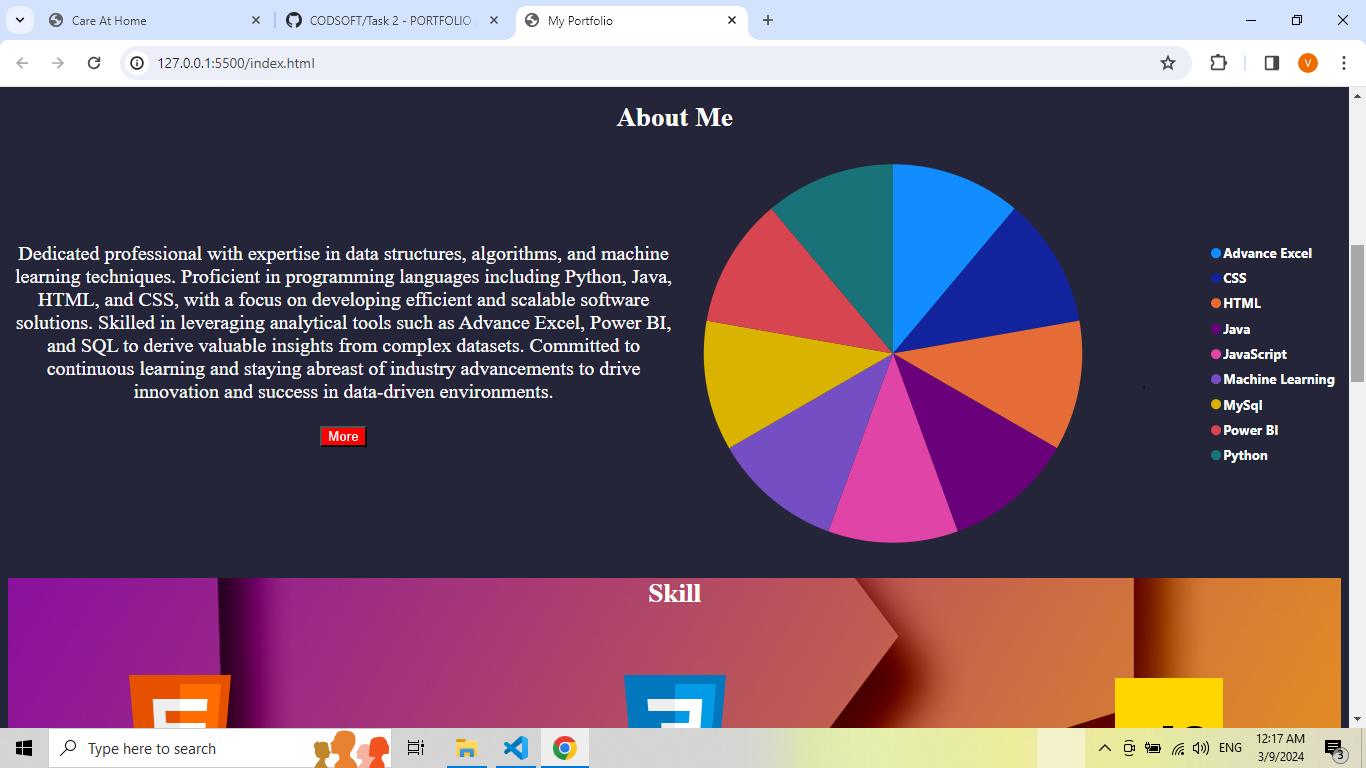 Care At Home
CODSOFT/Task 2 - PORTFOLIO
My Portfolio
127.0.0.1:5500/index.html
V
About Me
Dedicated professional with expertise in data structures, algorithms, and machine
learning techniques. Proficient in programming languages including Python, Java,
HTML, and CSS, with a focus on developing efficient and scalable software
solutions. Skilled in leveraging analytical tools such as Advance Excel, Power BI,
and SQL to derive valuable insights from complex datasets. Committed to
continuous learning and staying abreast of industry advancements to drive
innovation and success in data-driven environments.
More
Advance Excel
CSS
HTML
Java
JavaScript
Machine Learning
MySql
Power BI
Python
Skill
Type here to search
ENG
12:17 AM
3/9/2024
3